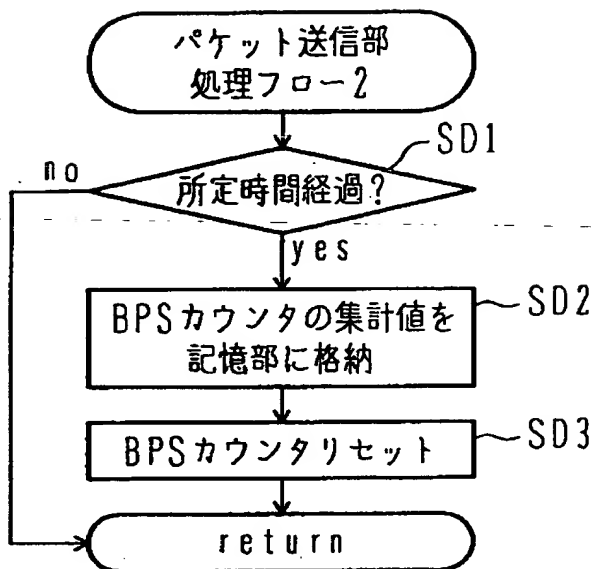 パケット送信部
処理フロー2
SD1
no
所定時間経過?
yes
BPSカウンタの集計値を
記憶部に格納
SD2
BPSカウンタリセット
SD3
return